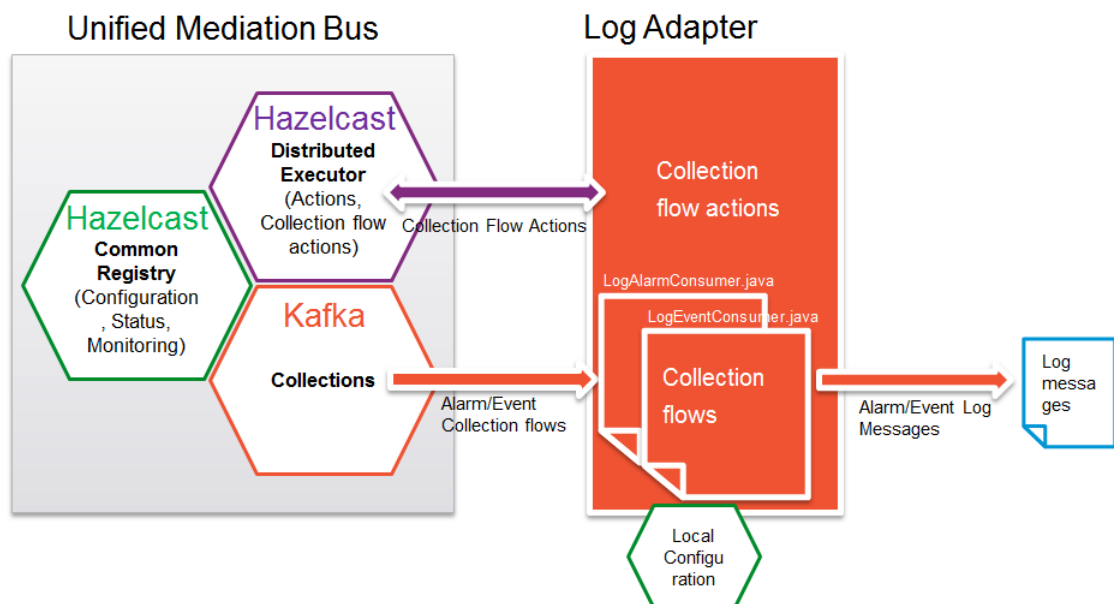 Unified Mediation Bus
Log Adapter
Hazelcast
Distributed
Executor
(Actions,
Collection flow
actions)
Hazelcast
Common
Registry
(Configuration
, Status,
Monitoring)
Kafka
Collections
Collection Flow Actions
Alarm/Event
Collection flows
Collection
flow actions
LogAlarmConsumer.java
LogEventConsumer.java
Collection
flows
Alarm/Event Log
Messages
Log
messa
ges
Local
Configu
ration